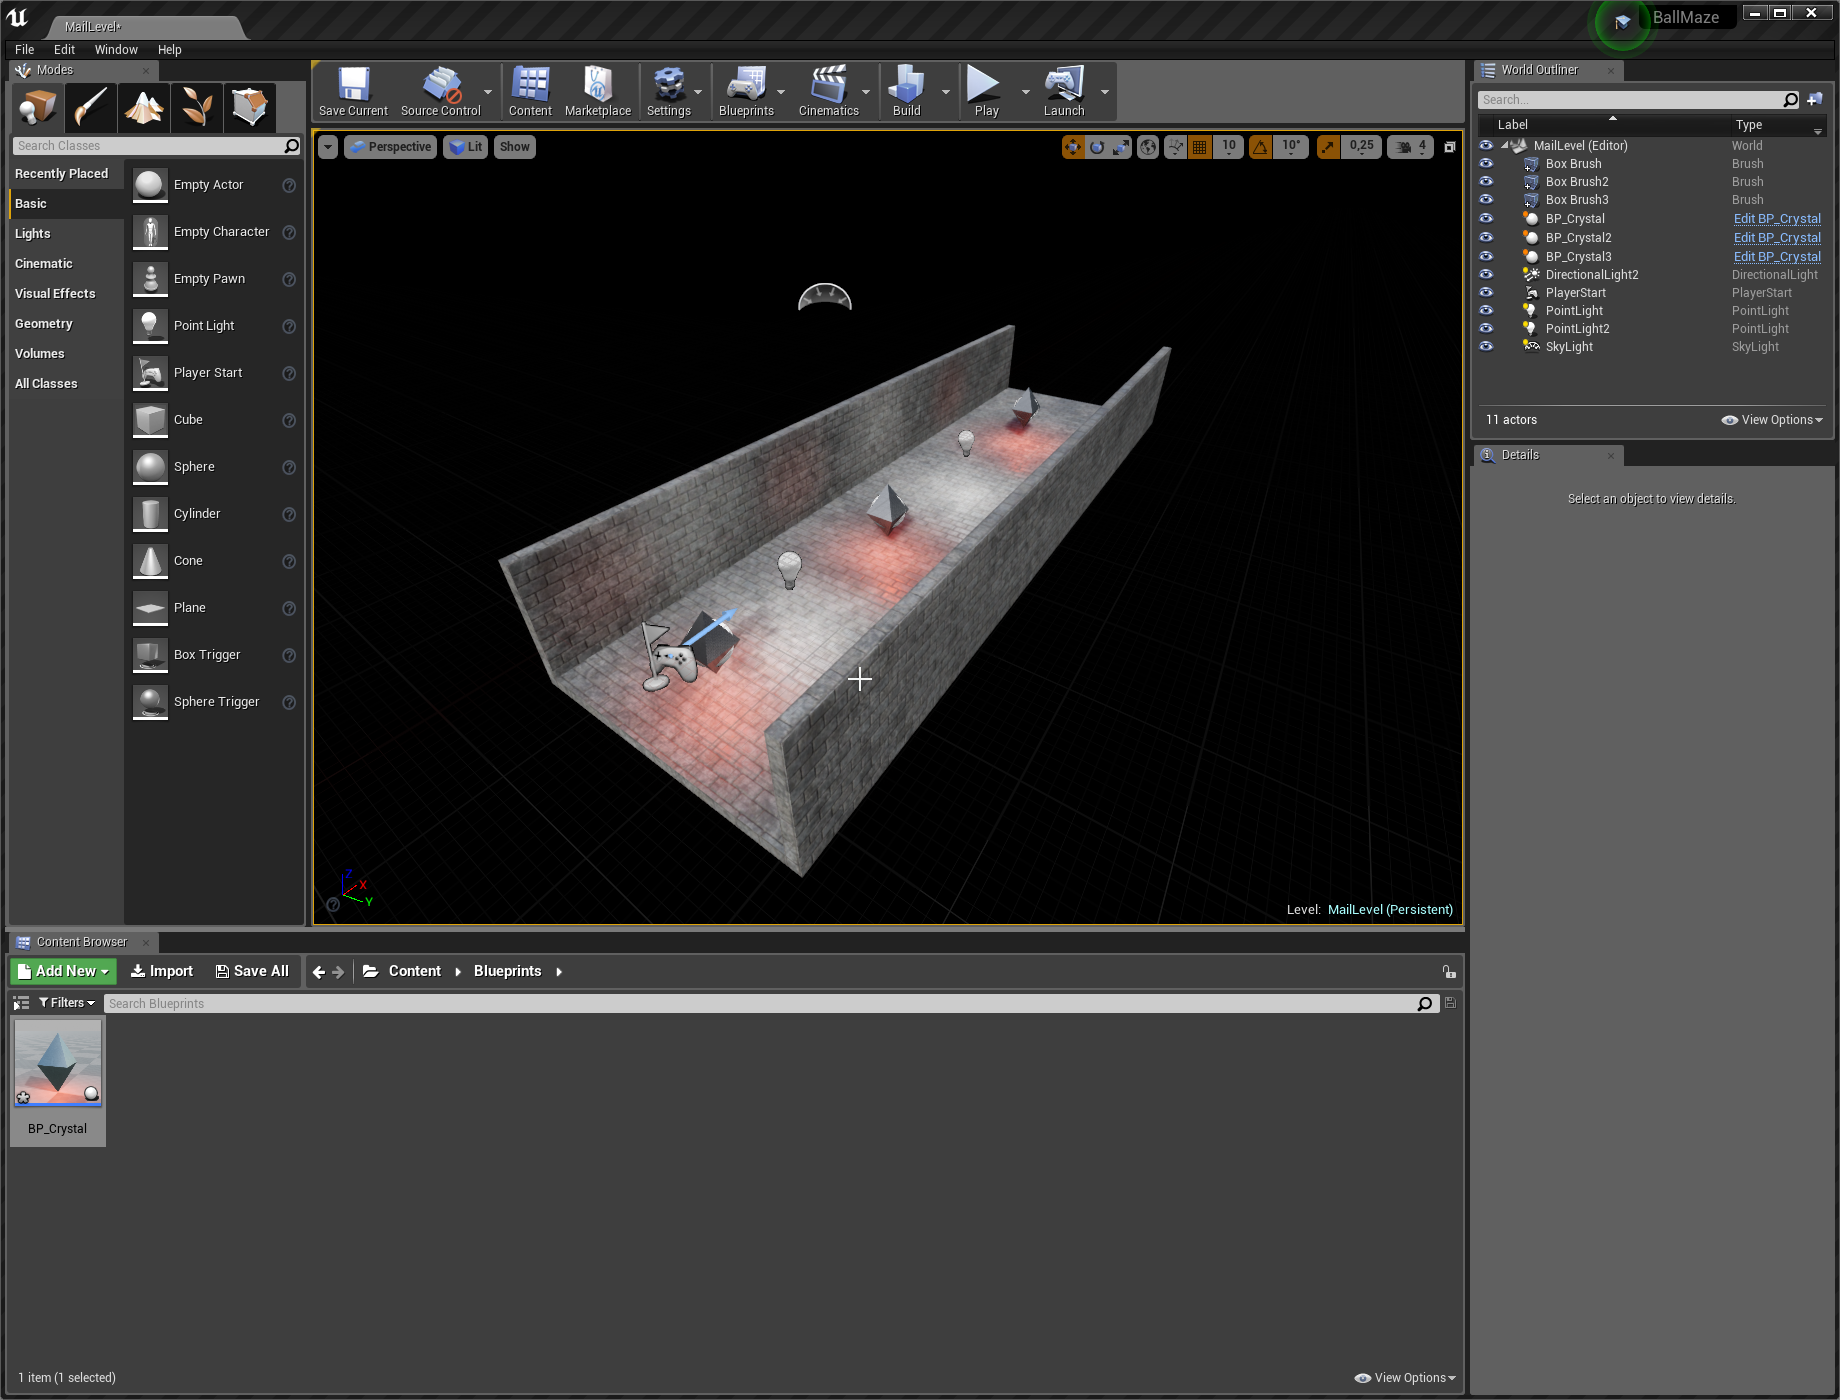 MailLevel*
BallMaze
File Edit Window Help
Modes
Search Classes
Recently Placed
Basic
Lights
Cinematic
Visual Effects
Geometry
Volumes
All Classes
Empty Actor
Empty Character
Empty Pawn
Point Light
Player Start
Cube
Sphere
Cylinder
Cone
Plane
Box Trigger
Sphere Trigger
Save Current Source Control Content Marketplace Settings Blueprints Cinematics Build Play Launch
Perspective Lit Show
10 10° 0,25 4
Z X Y
Level: MailLevel (Persistent)
World Outliner
Search...
Label Type
MailLevel (Editor) World
Box Brush Brush
Box Brush2 Brush
Box Brush3 Brush
BP_Crystal Edit BP_Crystal
BP_Crystal2 Edit BP_Crystal
BP_Crystal3 Edit BP_Crystal
DirectionalLight2 DirectionalLight
PlayerStart PlayerStart
PointLight PointLight
PointLight2 PointLight
SkyLight SkyLight
11 actors View Options
Details
Select an object to view details.
Content Browser
Add New Import Save All Content Blueprints
Filters Search Blueprints
BP_Crystal
1 item (1 selected) View Options